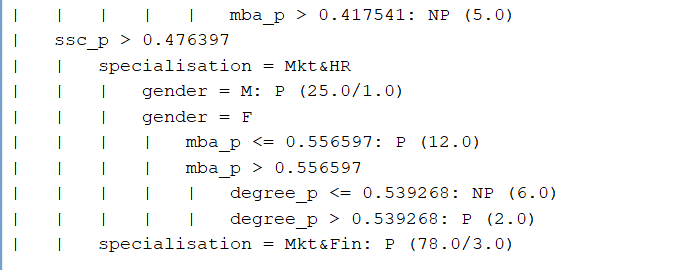 |   |   |   |   |   mba_p > 0.417541: NP (5.0)
|   ssc_p > 0.476397
|   |   specialisation = Mkt&HR
|   |   |   gender = M: P (25.0/1.0)
|   |   |   gender = F
|   |   |   |   mba_p <= 0.556597: P (12.0)
|   |   |   |   mba_p > 0.556597
|   |   |   |   |   degree_p <= 0.539268: NP (6.0)
|   |   |   |   |   degree_p > 0.539268: P (2.0)
|   |   specialisation = Mkt&Fin: P (78.0/3.0)